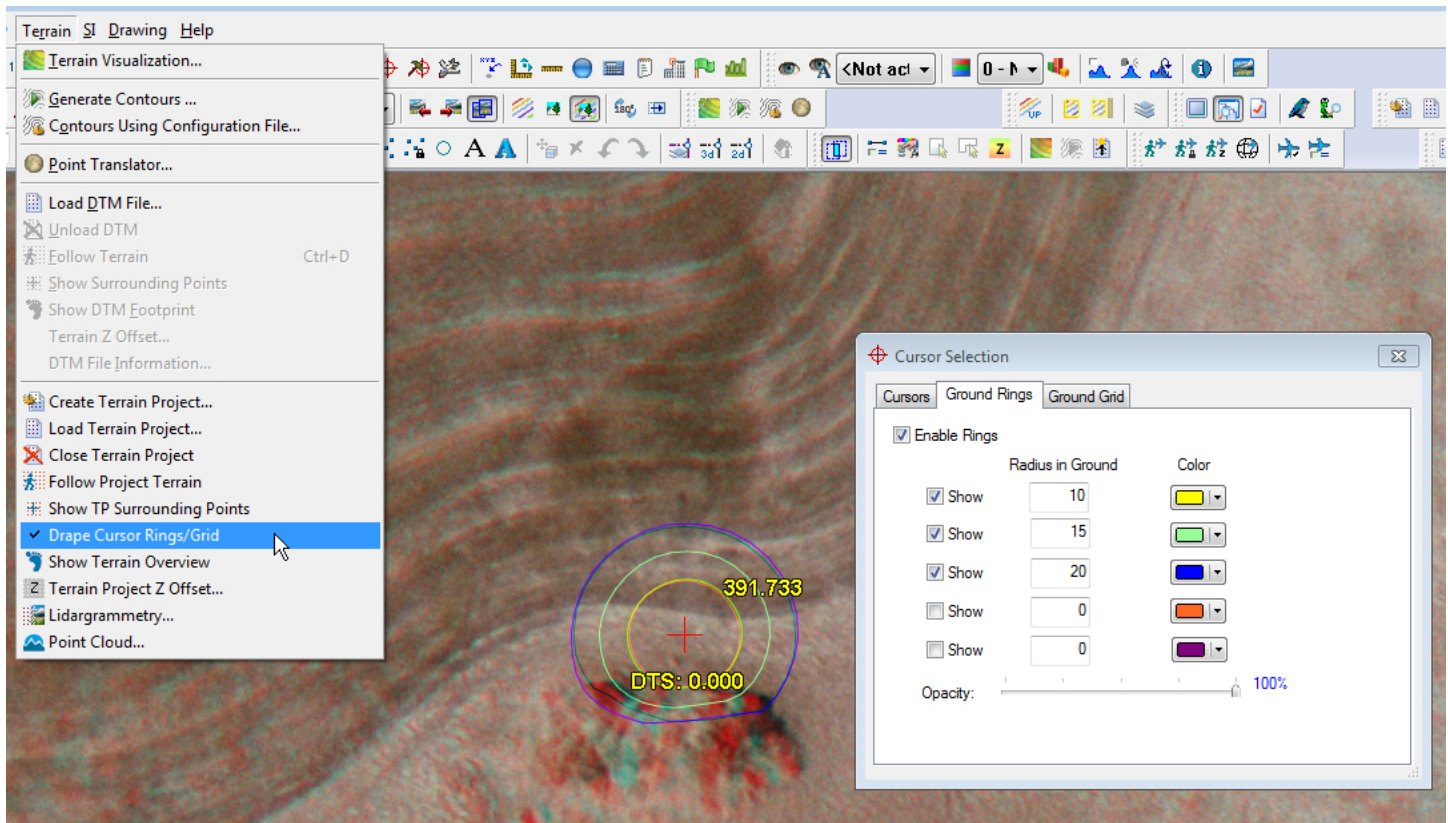 Terrain SI Drawing Help
Terrain Visualization...
Generate Contours ...
Contours Using Configuration File...
Point Translator...
Load DTM File...
Unload DTM
Follow Terrain Ctrl+D
Show Surrounding Points
Show DTM Footprint
Terrain Z Offset...
DTM File Information...
Create Terrain Project...
Load Terrain Project...
Close Terrain Project
Follow Project Terrain
Show TP Surrounding Points
Drape Cursor Rings/Grid
Show Terrain Overview
Z Terrain Project Z Offset...
Lidargrammetry...
Point Cloud...
XYZ <Not act 0 - N
UP
A A 3d 2d Z
391.733
DTS: 0.000
Cursor Selection
Cursors Ground Rings Ground Grid
Enable Rings
Radius in Ground Color
Show 10
Show 15
Show 20
Show 0
Show 0
Opacity: 100%